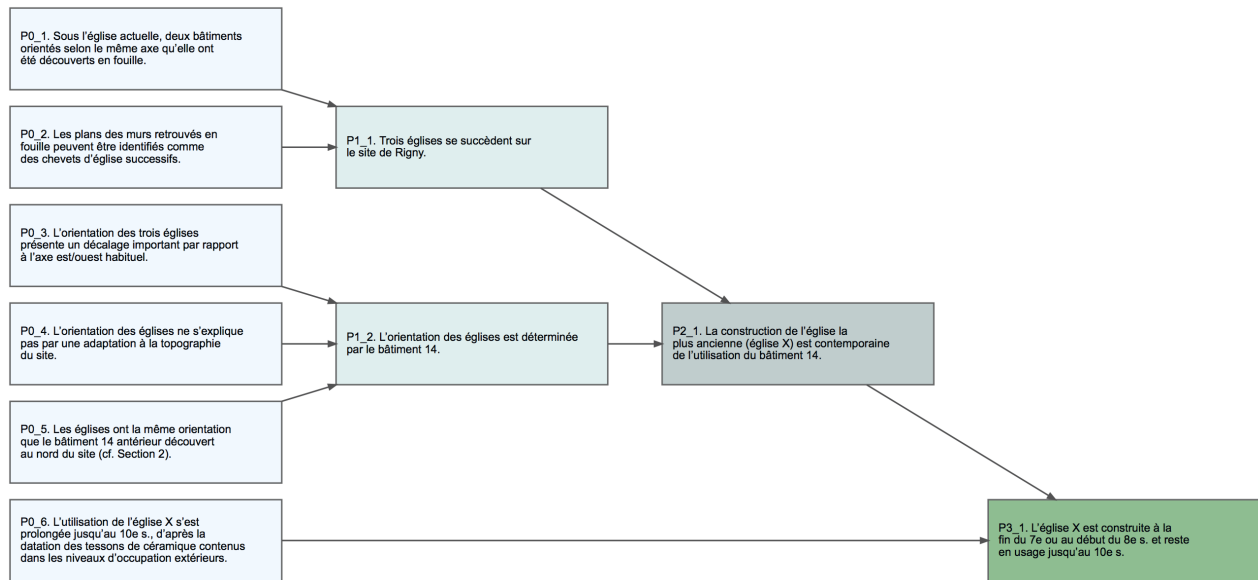 P0_1. Sous l’église actuelle, deux bâtiments
orientés selon le même axe qu’elle ont
été découverts en fouille.
P0_2. Les plans des murs retrouvés en
fouille peuvent être identifiés comme
des chevets d’église successifs.
P1_1. Trois églises se succèdent sur
le site de Rigny.
P0_3. L’orientation des trois églises
présente un décalage important par rapport
à l’axe est/ouest habituel.
P0_4. L’orientation des églises ne s’explique
pas par une adaptation à la topographie
du site.
P1_2. L’orientation des églises est déterminée
par le bâtiment 14.
P2_1. La construction de l’église la
plus ancienne (église X) est contemporaine
de l’utilisation du bâtiment 14.
P0_5. Les églises ont la même orientation
que le bâtiment 14 antérieur découvert
au nord du site (cf. Section 2).
P0_6. L’utilisation de l’église X s’est
prolongée jusqu’au 10e s., d’après la
datation des tessons de céramique contenus
dans les niveaux d’occupation extérieurs.
P3_1. L’église X est construite à la
fin du 7e ou au début du 8e s. et reste
en usage jusqu’au 10e s.